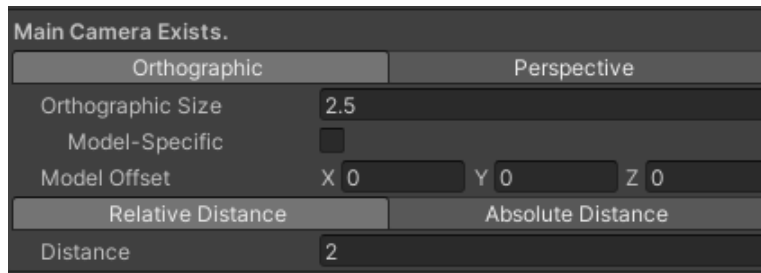 Main Camera Exists.
Orthographic Perspective
Orthographic Size 2.5
Model-Specific
Model Offset X 0 Y 0 Z 0
Relative Distance Absolute Distance
Distance 2